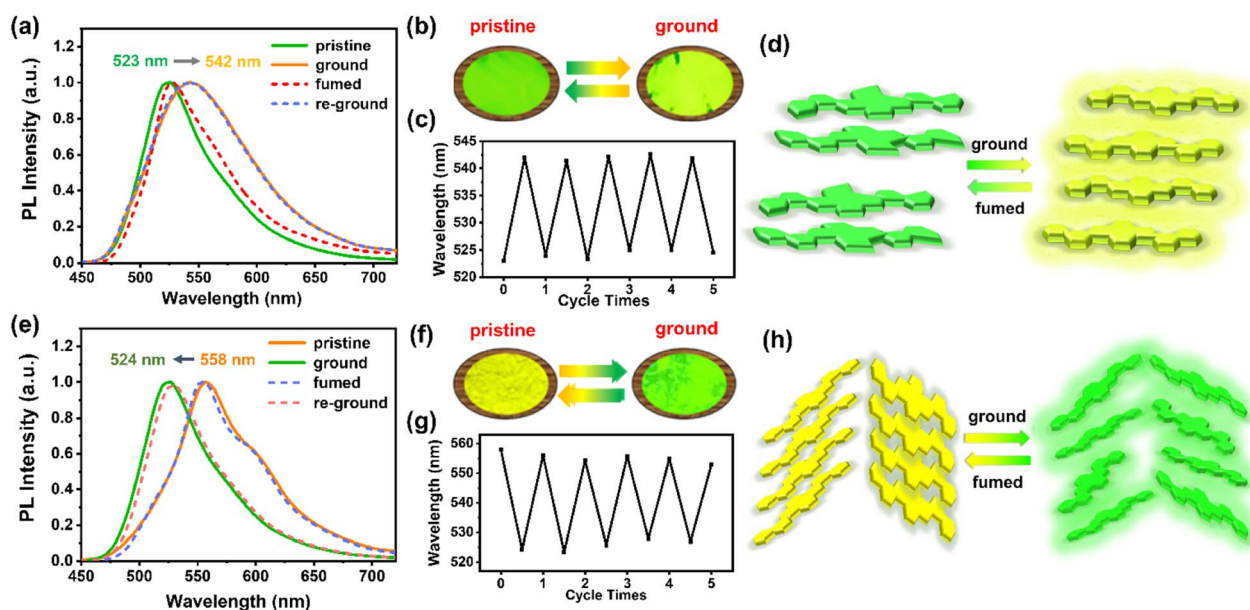 (a)
PL Intensity (a.u.)
1.2
1.0
0.8
0.6
0.4
0.2
0.0
523 nm 542 nm
pristine
ground
fumed
re-ground
450 500 550 600 650 700
Wavelength (nm)
(b)
pristine ground
(c)
Wavelength (nm)
545
540
535
530
525
520
0 1 2 3 4 5
Cycle Times
(d)
ground
fumed
(e)
PL Intensity (a.u.)
1.2
1.0
0.8
0.6
0.4
0.2
0.0
524 nm 558 nm
pristine
ground
fumed
re-ground
450 500 550 600 650 700
Wavelength (nm)
(f)
pristine ground
(g)
Wavelength (nm)
560
550
540
530
520
0 1 2 3 4 5
Cycle Times
(h)
ground
fumed